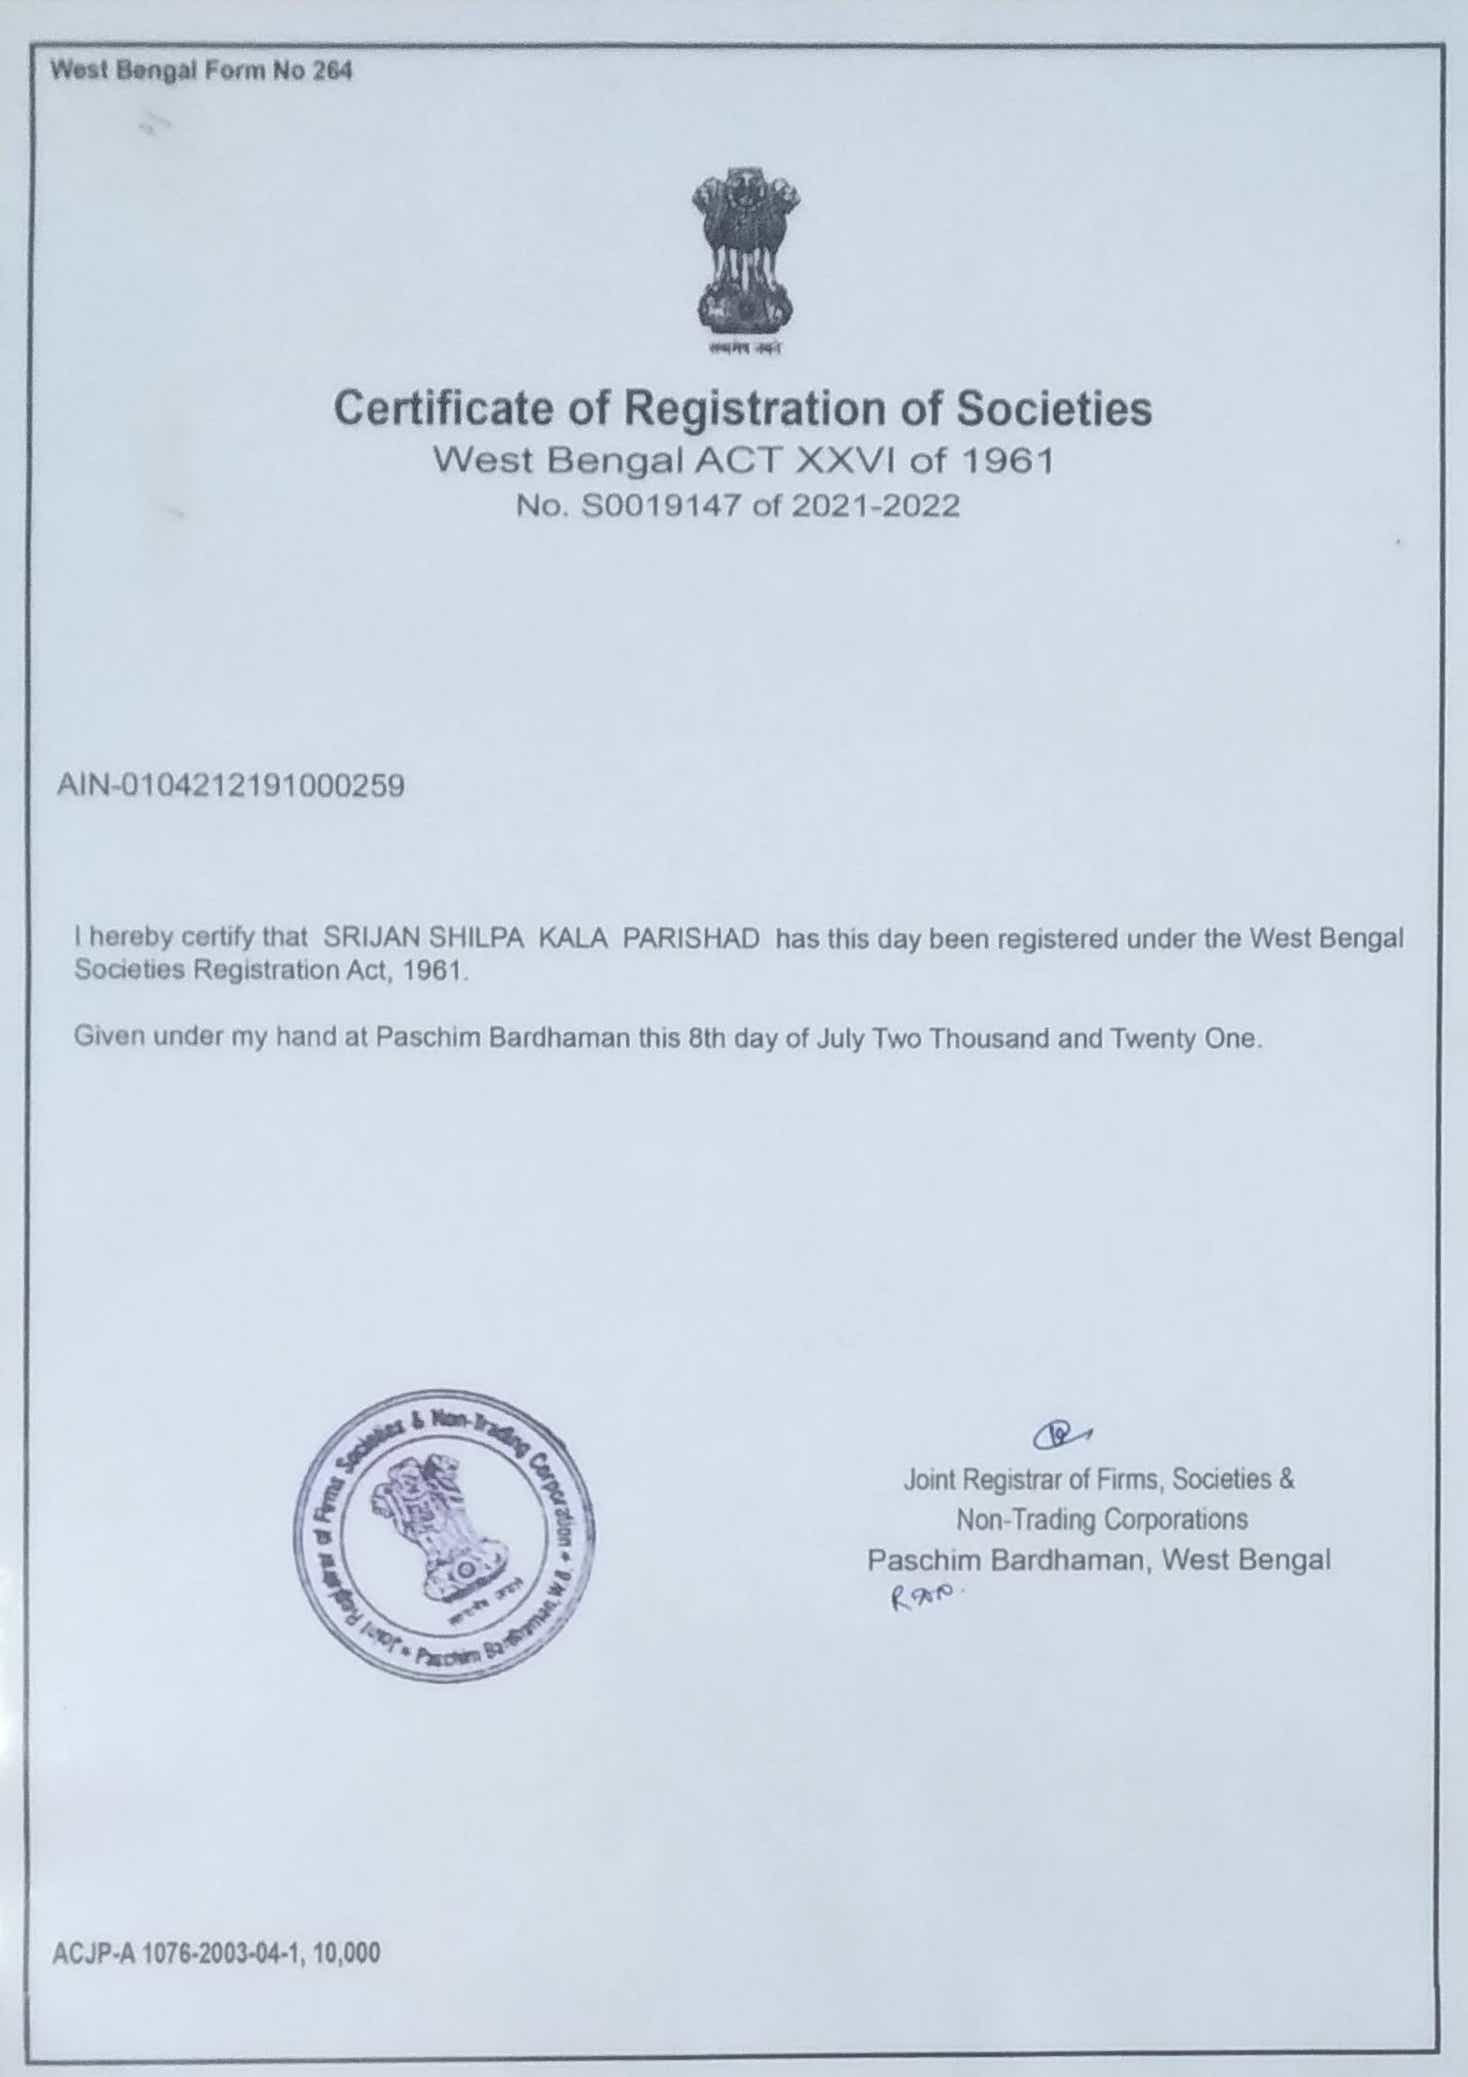 West Bengal Form No 264
सत्यमेव जयते
Certificate of Registration of Societies
West Bengal ACT XXVI of 1961
No. S0019147 of 2021-2022
AIN-0104212191000259
I hereby certify that SRIJAN SHILPA KALA PARISHAD has this day been registered under the West Bengal
Societies Registration Act, 1961.
Given under my hand at Paschim Bardhaman this 8th day of July Two Thousand and Twenty One.
Joint Registrar of Firms Societies & Non-Trading Corporation * Paschim Bardhaman, W.B. *
सत्यमेव जयते
Joint Registrar of Firms, Societies &
Non-Trading Corporations
Paschim Bardhaman, West Bengal
ACJP-A 1076-2003-04-1, 10,000